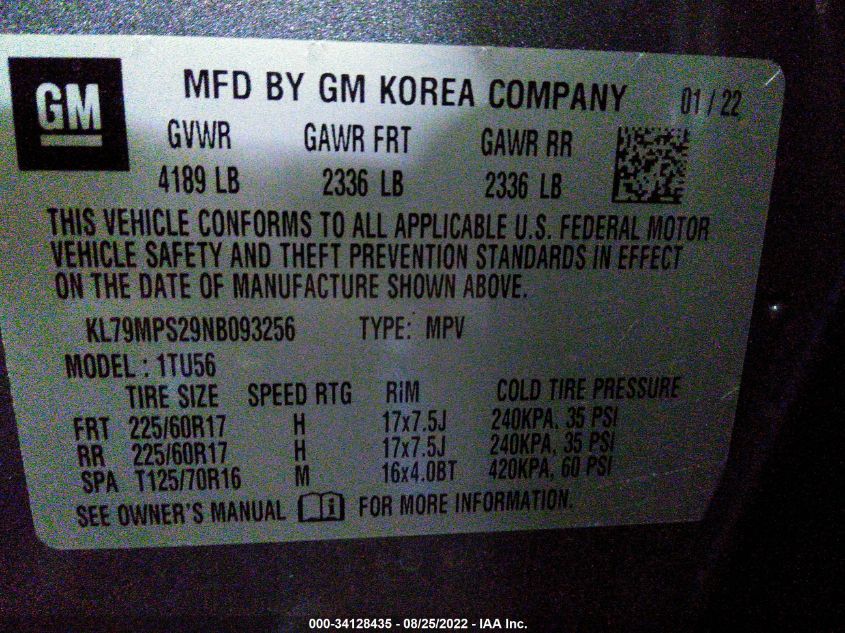 GM
MFD BY GM KOREA COMPANY 01/22
GVWR GAWR FRT GAWR RR
4189 LB 2336 LB 2336 LB
THIS VEHICLE CONFORMS TO ALL APPLICABLE U.S. FEDERAL MOTOR
VEHICLE SAFETY AND THEFT PREVENTION STANDARDS IN EFFECT
ON THE DATE OF MANUFACTURE SHOWN ABOVE.
KL79MPS29NB093256 TYPE: MPV
MODEL : 1TU56
TIRE SIZE SPEED RTG RiM COLD TIRE PRESSURE
FRT 225/60R17 H 17x7.5J 240KPA, 35 PSI
RR 225/60R17 H 17x7.5J 240KPA, 35 PSI
SPA T125/70R16 M 16x4.0BT 420KPA, 60 PSI
SEE OWNER'S MANUAL i FOR MORE INFORMATION.
000-34128435 - 08/25/2022 - IAA Inc.